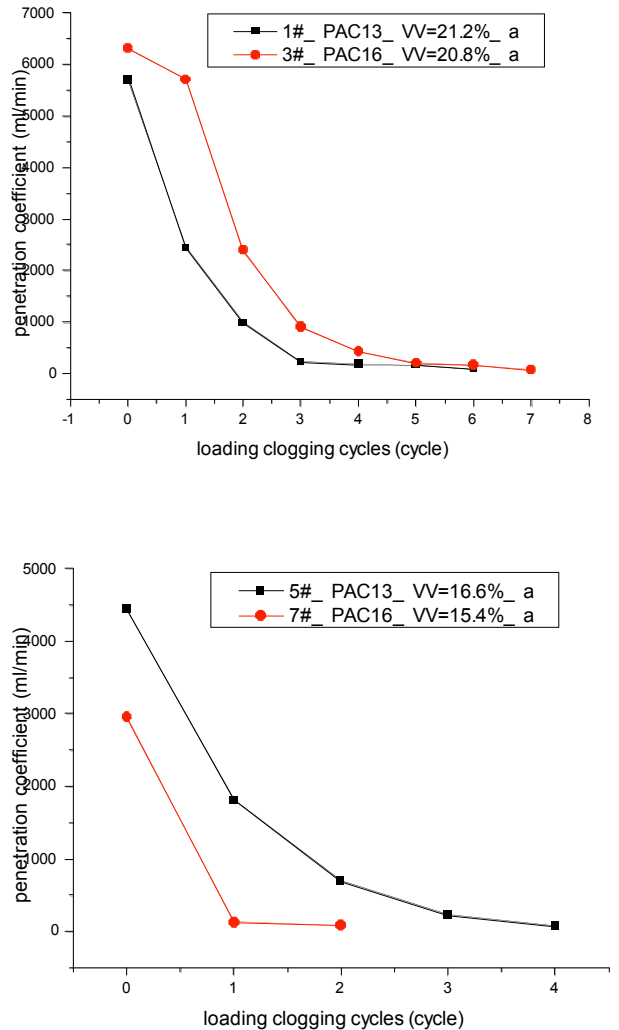 1#_ PAC13_ VV=21.2%_ a
3#_ PAC16_ VV=20.8%_ a
penetration coefficient (ml/min)
7000
6000
5000
4000
3000
2000
1000
0
-1 0 1 2 3 4 5 6 7 8
loading clogging cycles (cycle)
5#_ PAC13_ VV=16.6%_ a
7#_ PAC16_ VV=15.4%_ a
penetration coefficient (ml/min)
5000
4000
3000
2000
1000
0
0 1 2 3 4
loading clogging cycles (cycle)